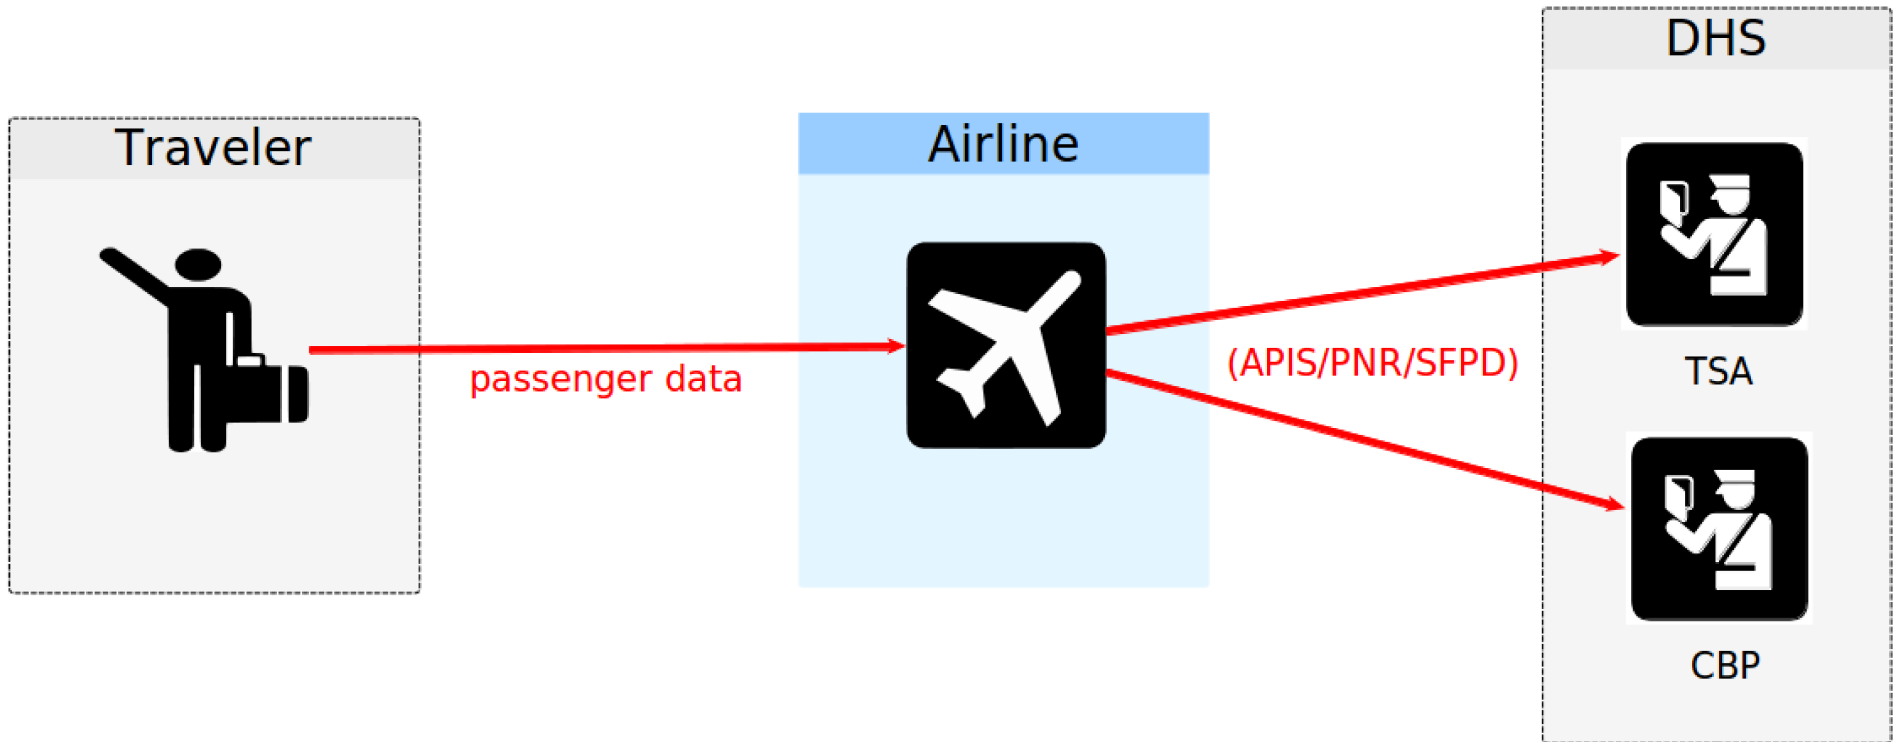 Traveler
passenger data
Airline
(APIS/PNR/SFPD)
DHS
TSA
CBP